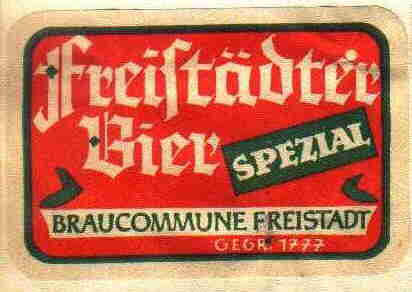 Freistädter
Bier
SPEZIAL
BRAUCOMMUNE FREISTADT
GEGR. 1777